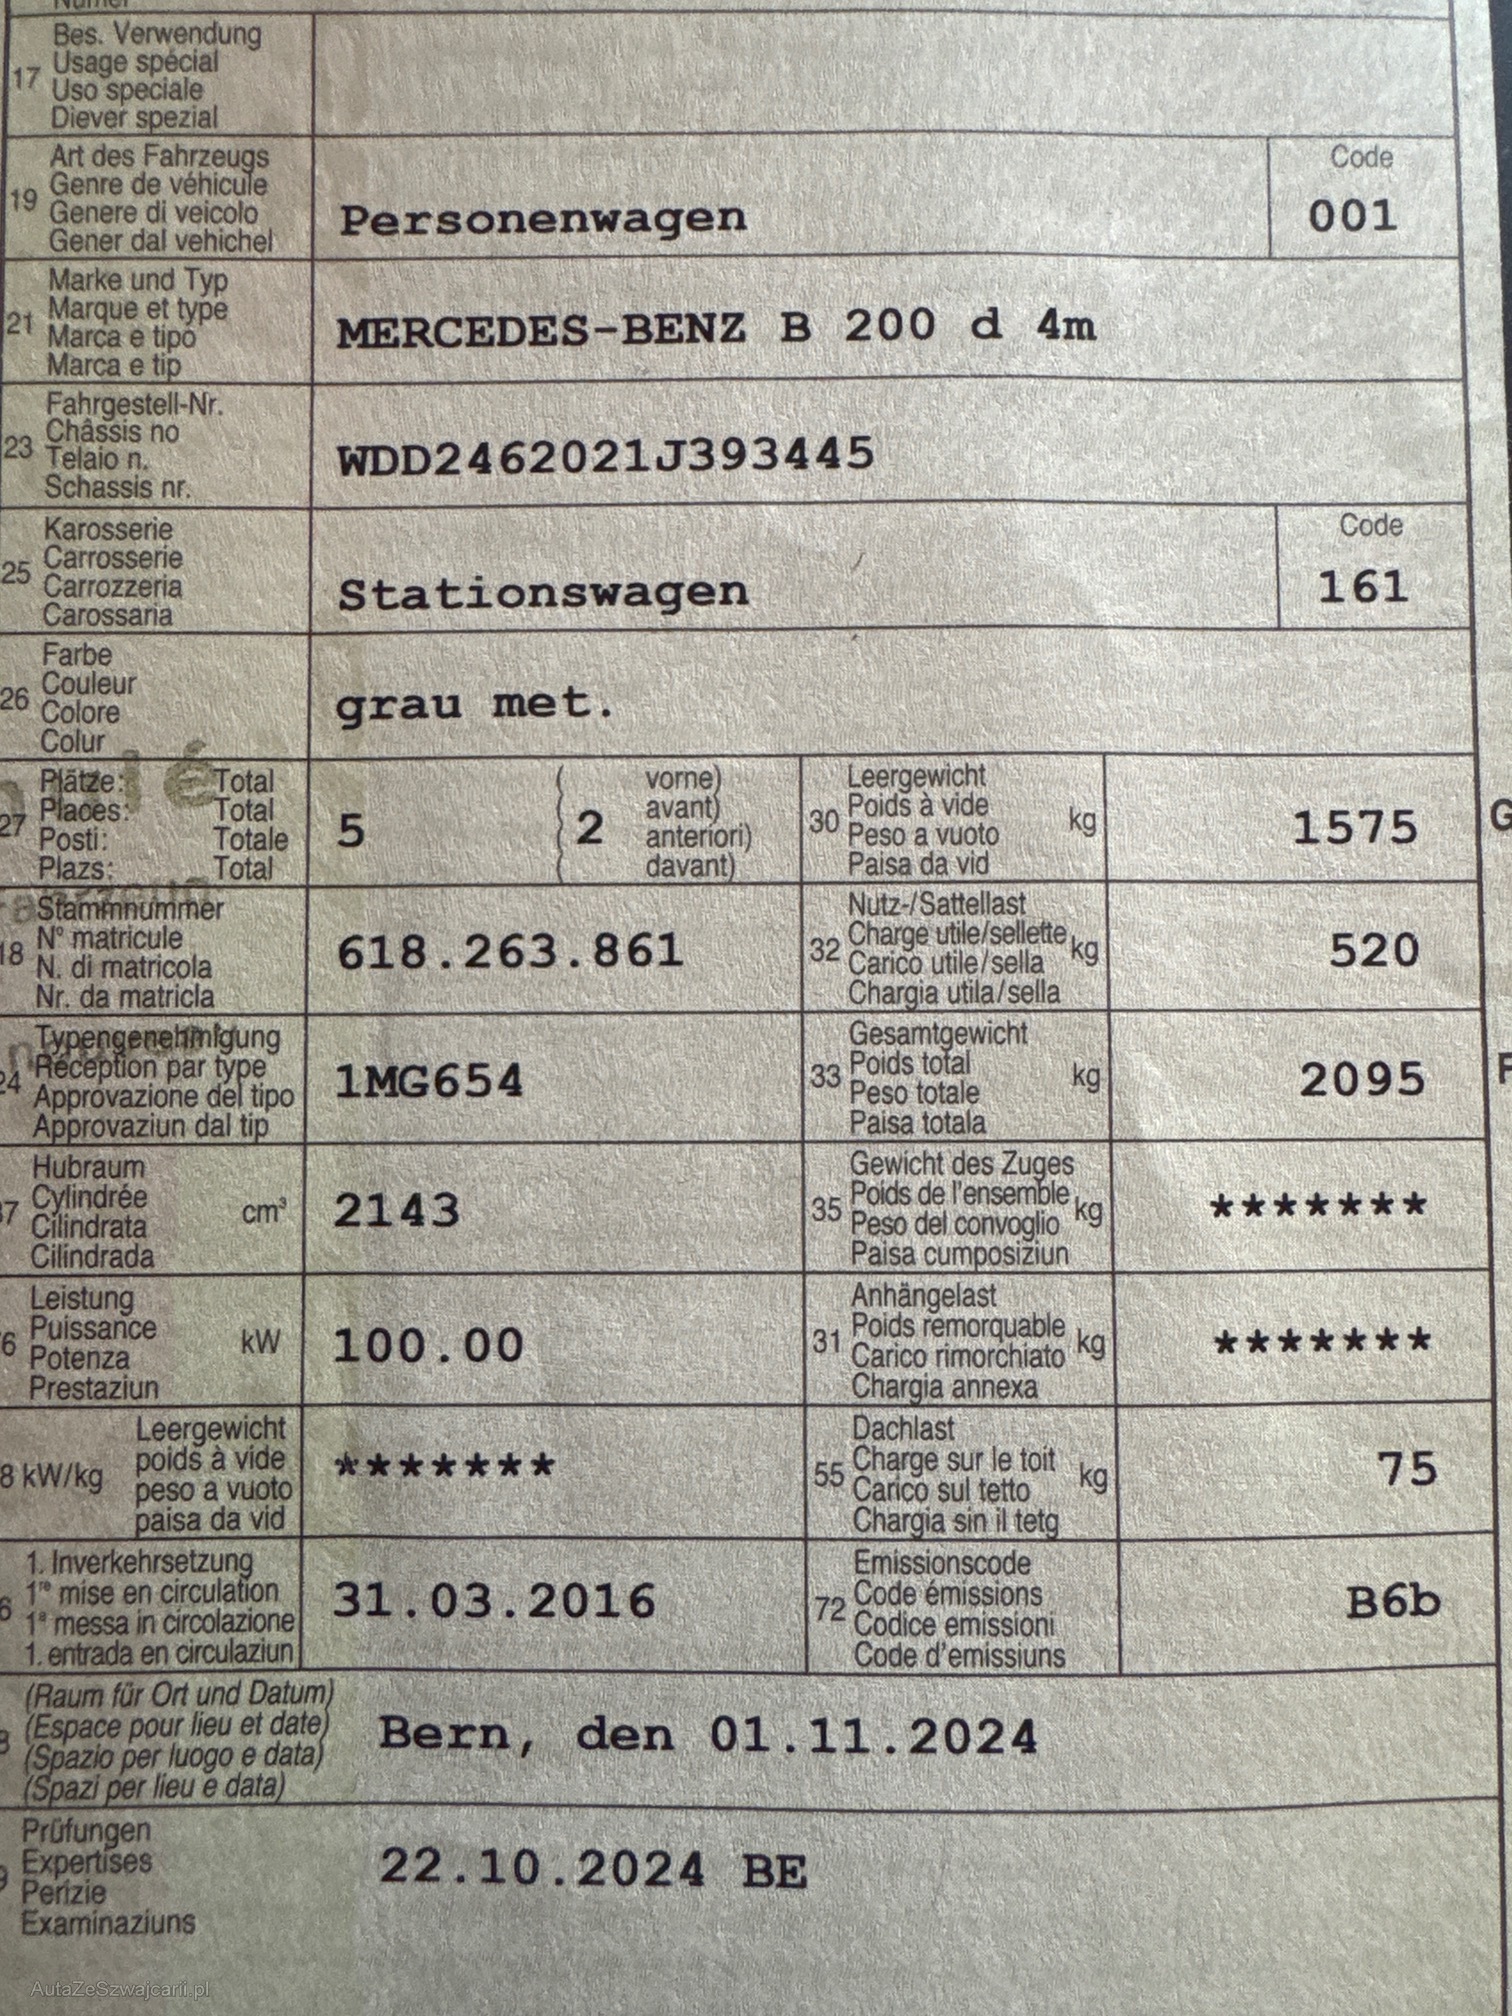 17 Bes. Verwendung
Usage spécial
Uso speciale
Diever spezial
19 Art des Fahrzeugs
Genre de véhicule
Genere di veicolo
Gener dal vehichel
Personenwagen
Code
001
21 Marke und Typ
Marque et type
Marca e tipo
Marca e tip
MERCEDES-BENZ B 200 d 4m
23 Fahrgestell-Nr.
Châssis no
Telaio n.
Schassis nr.
WDD2462021J393445
25 Karosserie
Carrosserie
Carrozzeria
Carossaria
Stationswagen
Code
161
26 Farbe
Couleur
Colore
Colur
grau met.
27 Plätze: Total
Places: Total
Posti: Totale
Plazs: Total
5
2
vorne)
avant)
anteriori)
davant)
30 Leergewicht
Poids à vide
Peso a vuoto
Paisa da vid
kg
1575
18 Stammnummer
N° matricule
N. di matricola
Nr. da matricla
618.263.861
32 Nutz-/Sattellast
Charge utile/sellette
Carico utile/sella
Chargia utila/sella
kg
520
24 Typengenehmigung
Réception par type
Approvazione del tipo
Approvaziun dal tip
1MG654
33 Gesamtgewicht
Poids total
Peso totale
Paisa totala
kg
2095
37 Hubraum
Cylindrée
Cilindrata
Cilindrada
cm³
2143
35 Gewicht des Zuges
Poids de l'ensemble
Peso del convoglio
Paisa cumposiziun
kg
*******
6 Leistung
Puissance
Potenza
Prestaziun
kW
100.00
31 Anhängelast
Poids remorquable
Carico rimorchiato
Chargia annexa
kg
*******
8 kW/kg
Leergewicht
poids à vide
peso a vuoto
paisa da vid
*******
55 Dachlast
Charge sur le toit
Carico sul tetto
Chargia sin il tetg
kg
75
6 1. Inverkehrsetzung
1re mise en circulation
1a messa in circolazione
1. entrada en circulaziun
31.03.2016
72 Emissionscode
Code émissions
Codice emissioni
Code d'emissiuns
B6b
(Raum für Ort und Datum)
(Espace pour lieu et date)
(Spazio per luogo e data)
(Spazi per lieu e data)
Bern, den 01.11.2024
Prüfungen
Expertises
Perizie
Examinaziuns
22.10.2024 BE
AutaZeSzwajcarii.pl